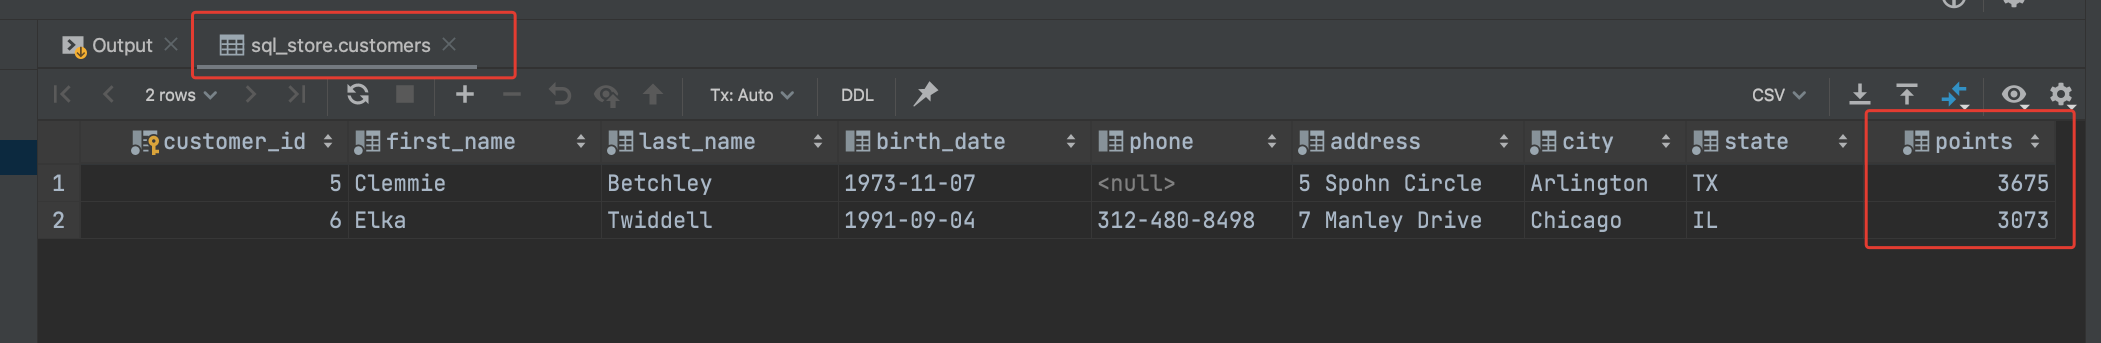 Output sql_store.customers
2 rows Tx: Auto DDL CSV
customer_id first_name last_name birth_date phone address city state points
1 5 Clemmie Betchley 1973-11-07 <null> 5 Spohn Circle Arlington TX 3675
2 6 Elka Twiddell 1991-09-04 312-480-8498 7 Manley Drive Chicago IL 3073